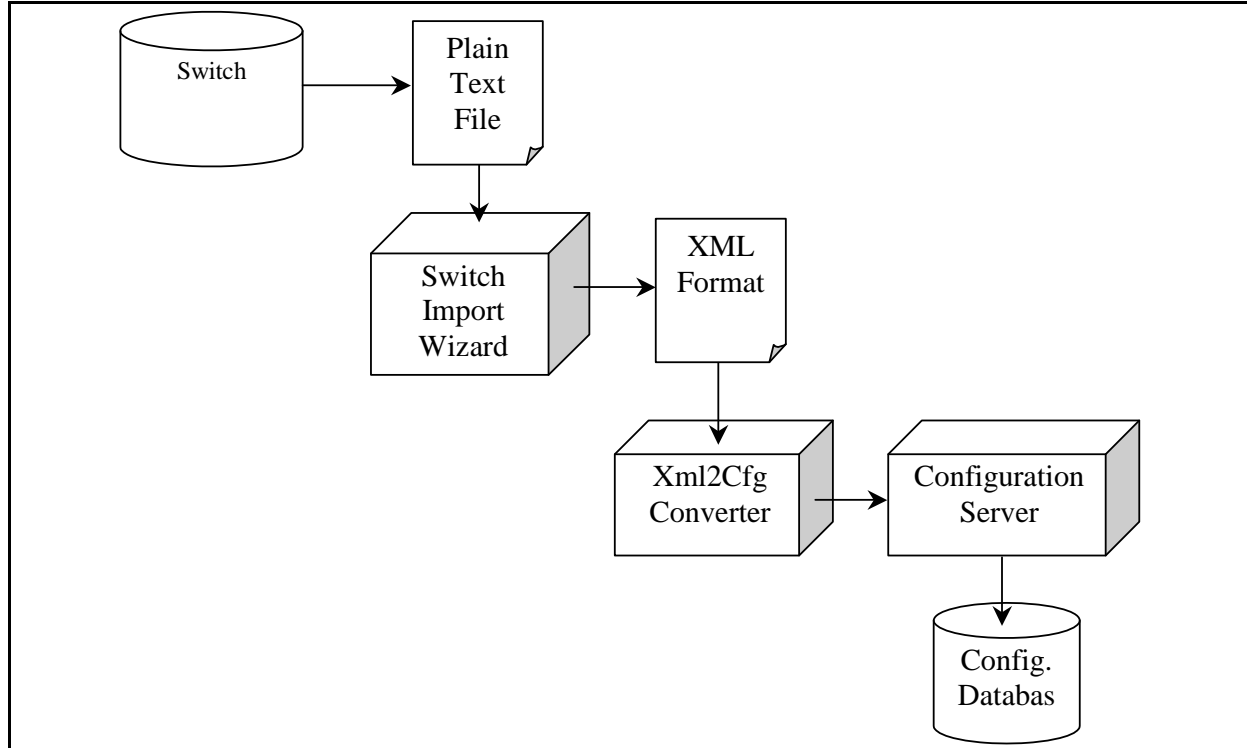 Switch
Plain
Text
File
Switch
Import
Wizard
XML
Format
Xml2Cfg
Converter
Configuration
Server
Config.
Databas